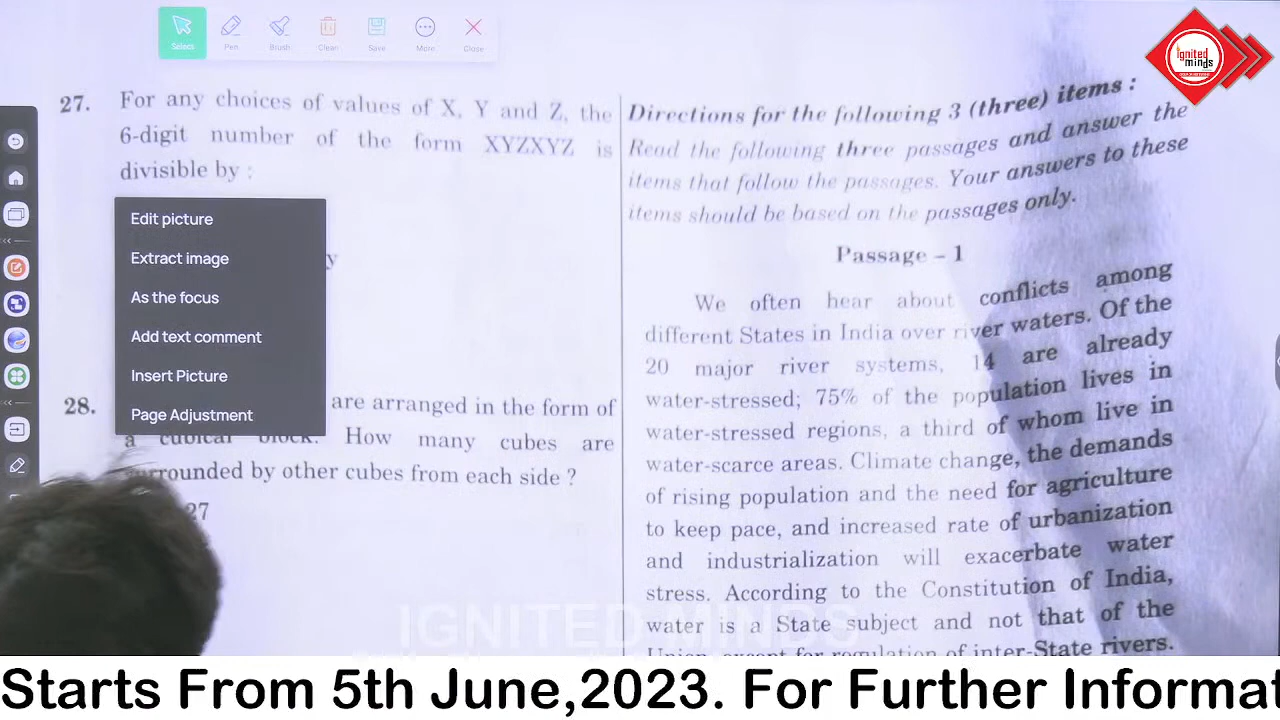 Select
Pen
Brush
Clean
Save
More
Close
ignited
minds
27. For any choices of values of X, Y and Z, the
6-digit number of the form XYZXYZ is
divisible by :
Edit picture
Extract image
As the focus
Add text comment
Insert Picture
Page Adjustment
y
28. are arranged in the form of
a cubical block. How many cubes are
surrounded by other cubes from each side ?
27
Directions for the following 3 (three) items :
Read the following three passages and answer the
items that follow the passages. Your answers to these
items should be based on the passages only.
Passage – 1
We often hear about conflicts among
different States in India over river waters. Of the
20 major river systems, 14 are already
water-stressed; 75% of the population lives in
water-stressed regions, a third of whom live in
water-scarce areas. Climate change, the demands
of rising population and the need for agriculture
to keep pace, and increased rate of urbanization
and industrialization will exacerbate water
stress. According to the Constitution of India,
water is a State subject and not that of the
Union, except for regulation of inter-State rivers.
IGNITED MINDS
Starts From 5th June,2023. For Further Informat